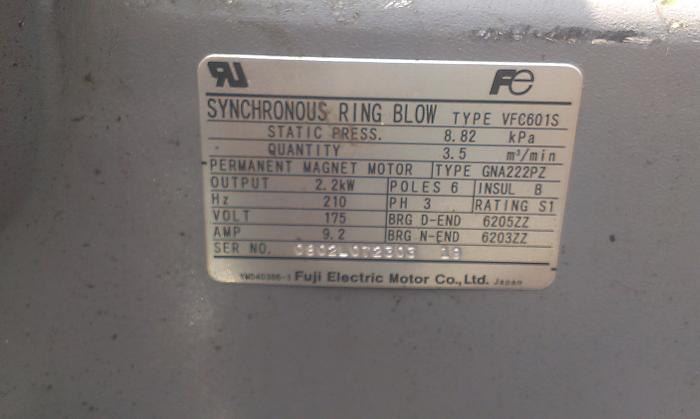 Fe
SYNCHRONOUS RING BLOW TYPE VFC601S
STATIC PRESS. 8.82 kPa
QUANTITY 3.5 m³/min
PERMANENT MAGNET MOTOR TYPE GNA222PZ
OUTPUT 2.2kW POLES 6 INSUL B
Hz 210 PH 3 RATING S1
VOLT 175 BRG D-END 6205ZZ
AMP 9.2 BRG N-END 6203ZZ
SER NO.
Fuji Electric Motor Co.,Ltd. Japan